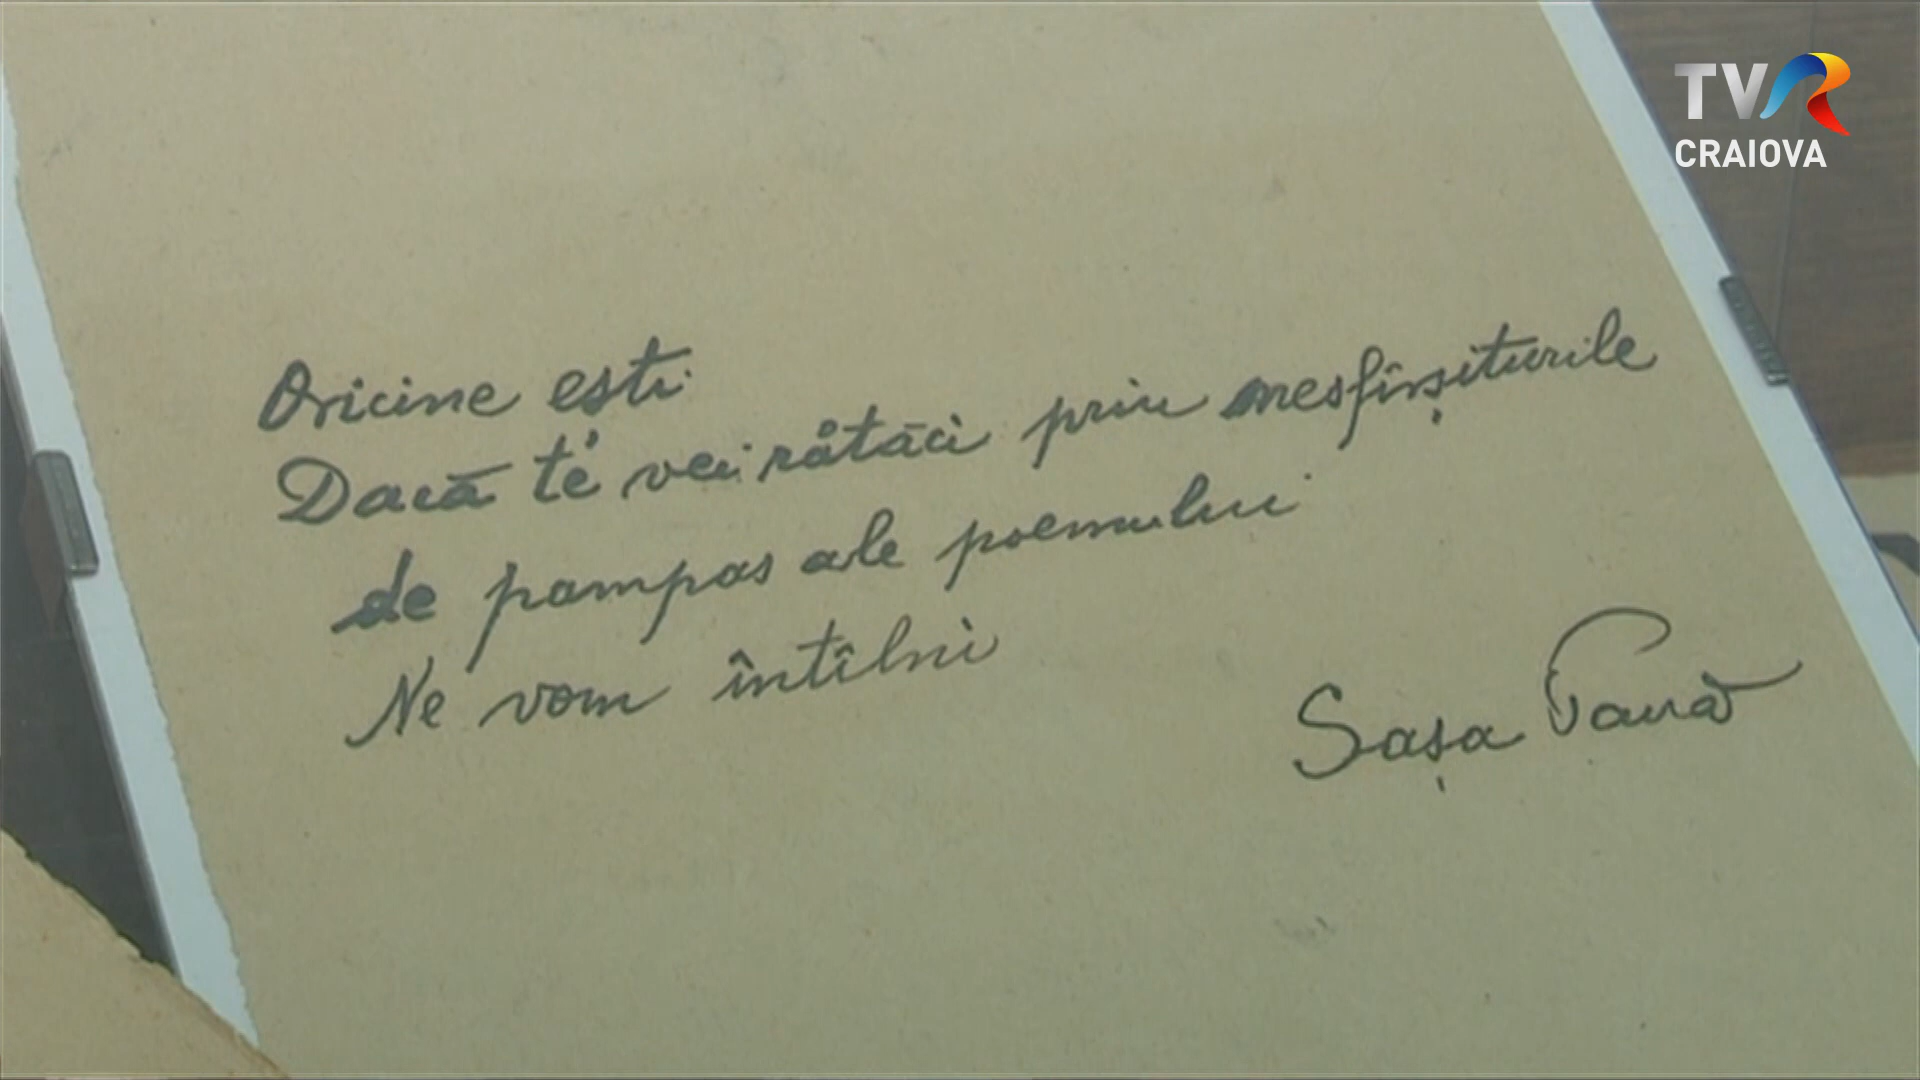 TVR
CRAIOVA
Oricine ești
Dacă te vei rătăci prin nesfîrșiturile
de pampas ale poemului
Ne vom întîlni
Sașa Pană